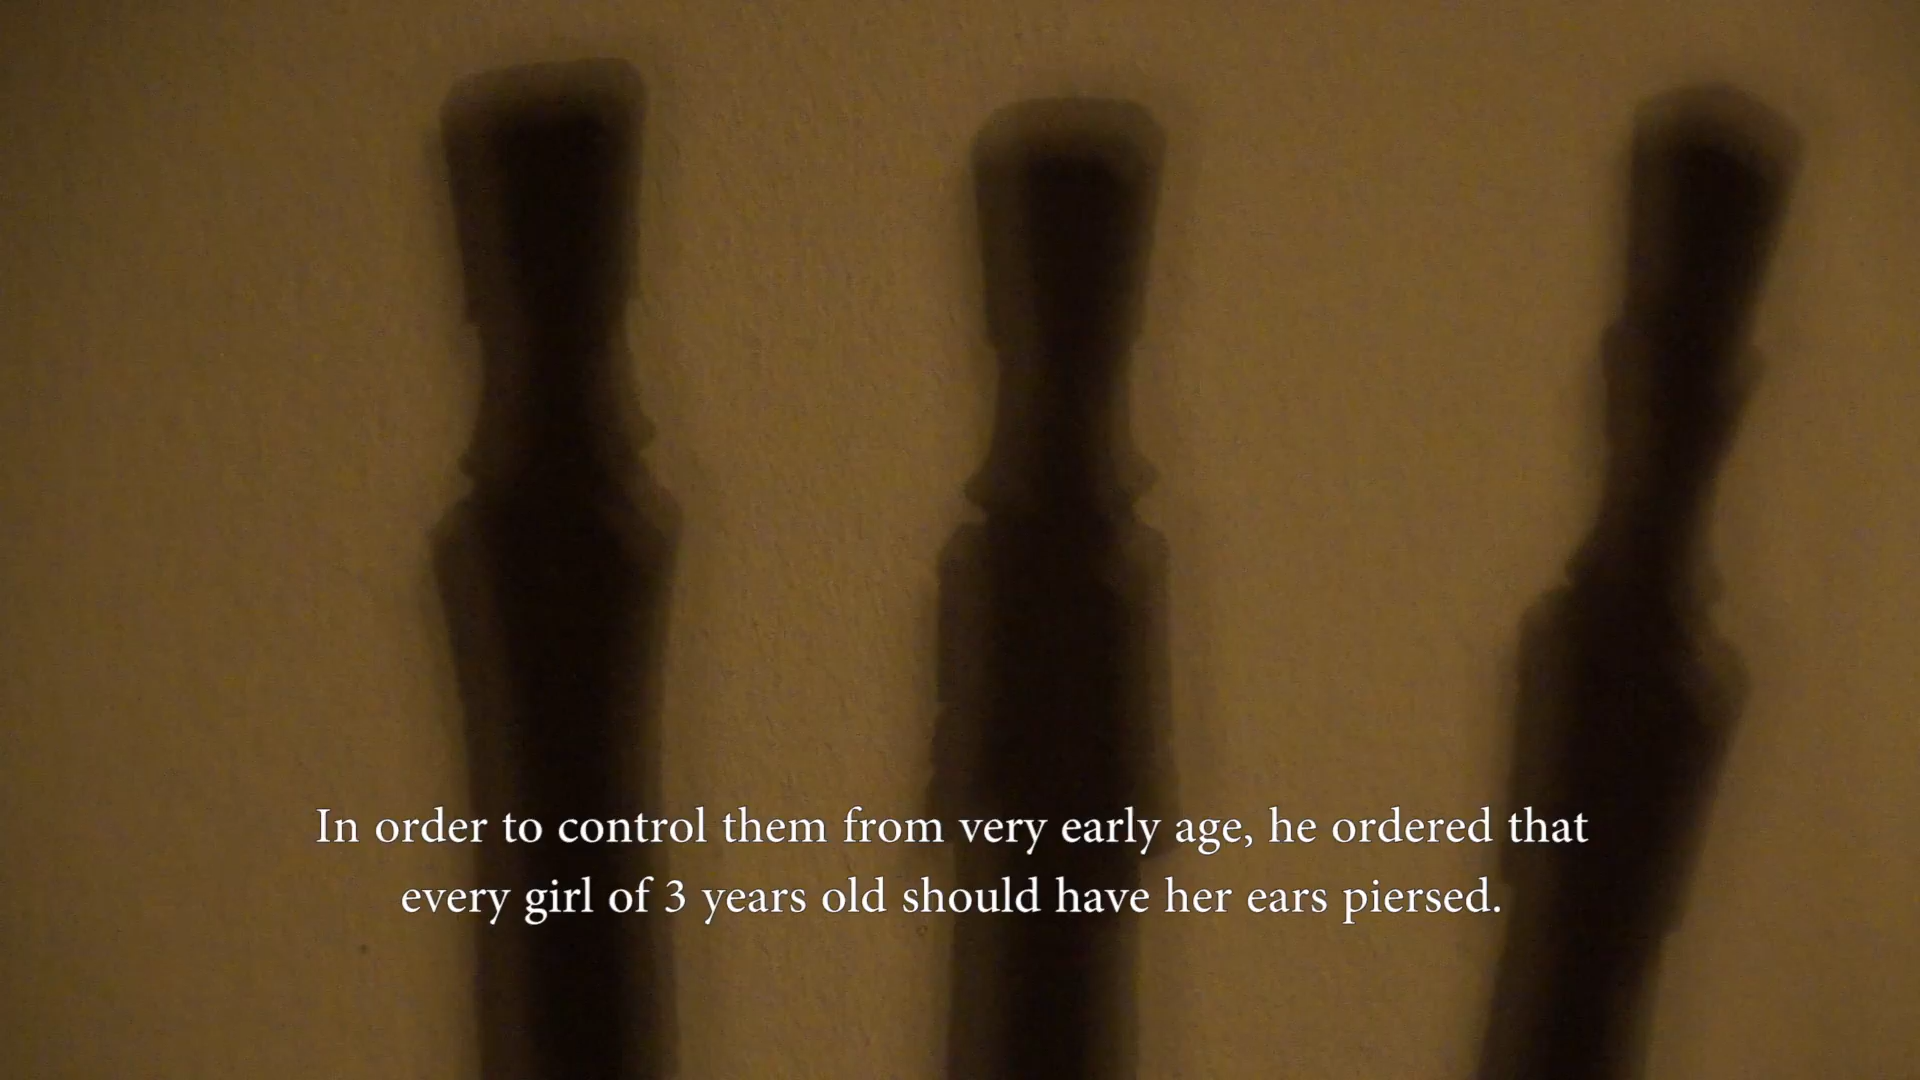 In order to control them from very early age, he ordered that
every girl of 3 years old should have her ears piersed.